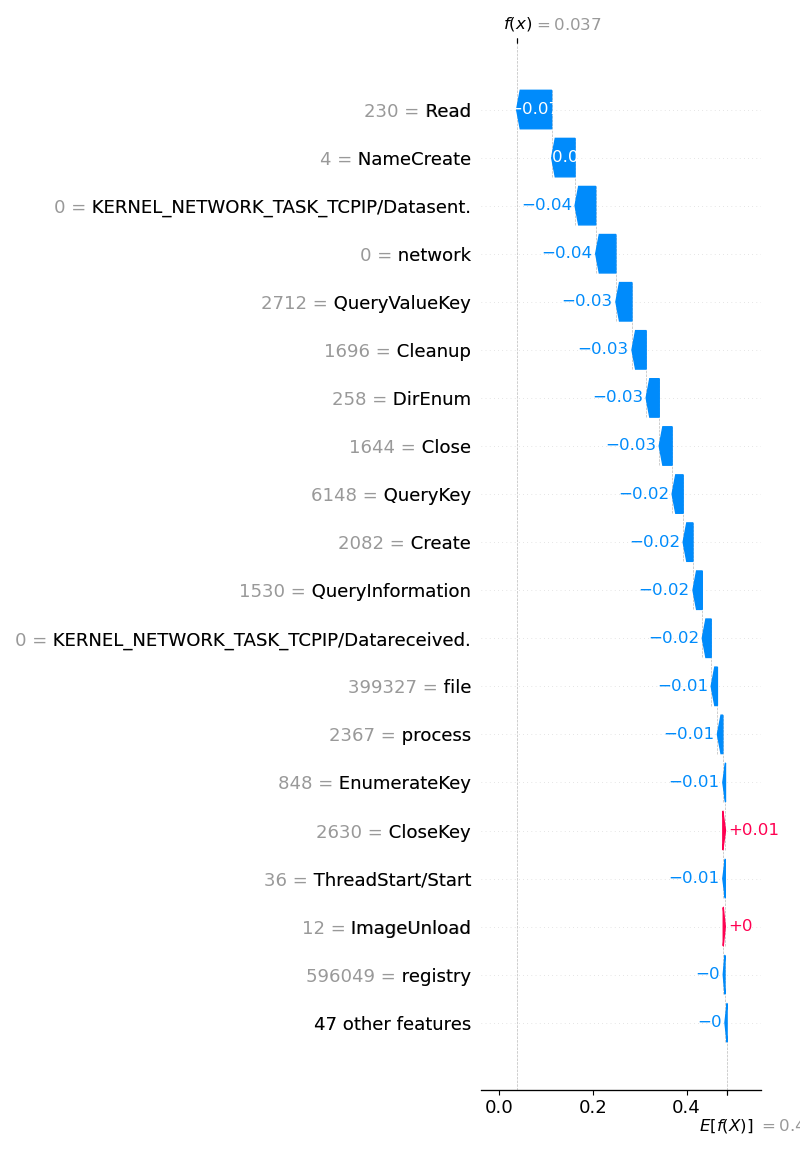 f(x) = 0.037
230 = Read −0.07
4 = NameCreate
0 = KERNEL_NETWORK_TASK_TCPIP/Datasent. −0.04
0 = network −0.04
2712 = QueryValueKey −0.03
1696 = Cleanup −0.03
258 = DirEnum −0.03
1644 = Close −0.03
6148 = QueryKey −0.02
2082 = Create −0.02
1530 = QueryInformation −0.02
0 = KERNEL_NETWORK_TASK_TCPIP/Datareceived. −0.02
399327 = file −0.01
2367 = process −0.01
848 = EnumerateKey −0.01
2630 = CloseKey +0.01
36 = ThreadStart/Start −0.01
12 = ImageUnload +0
596049 = registry −0
47 other features −0
0.0 0.2 0.4
E[f(X)] = 0.4